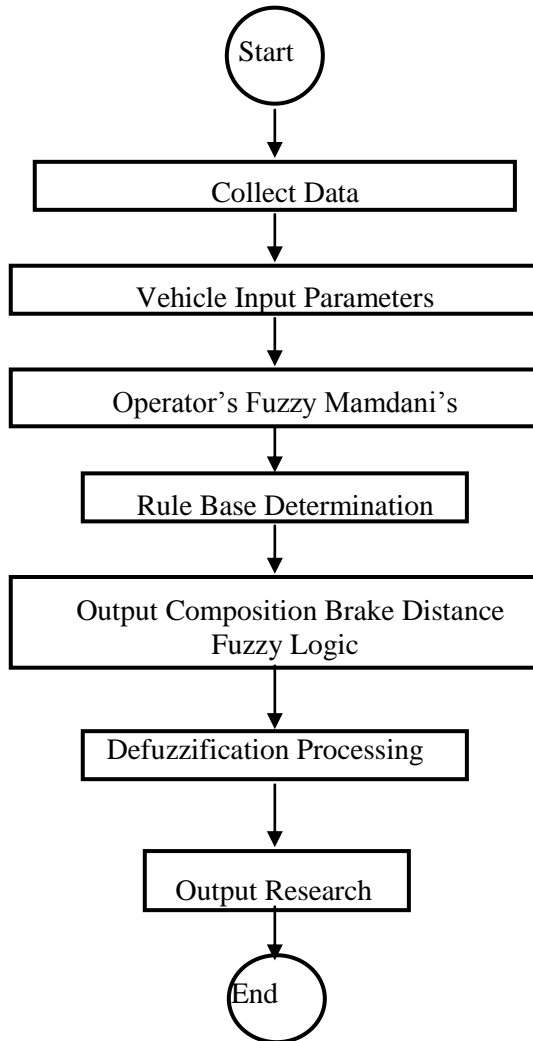 Start
Collect Data
Vehicle Input Parameters
Operator’s Fuzzy Mamdani’s
Rule Base Determination
Output Composition Brake Distance
Fuzzy Logic
Defuzzification Processing
Output Research
End